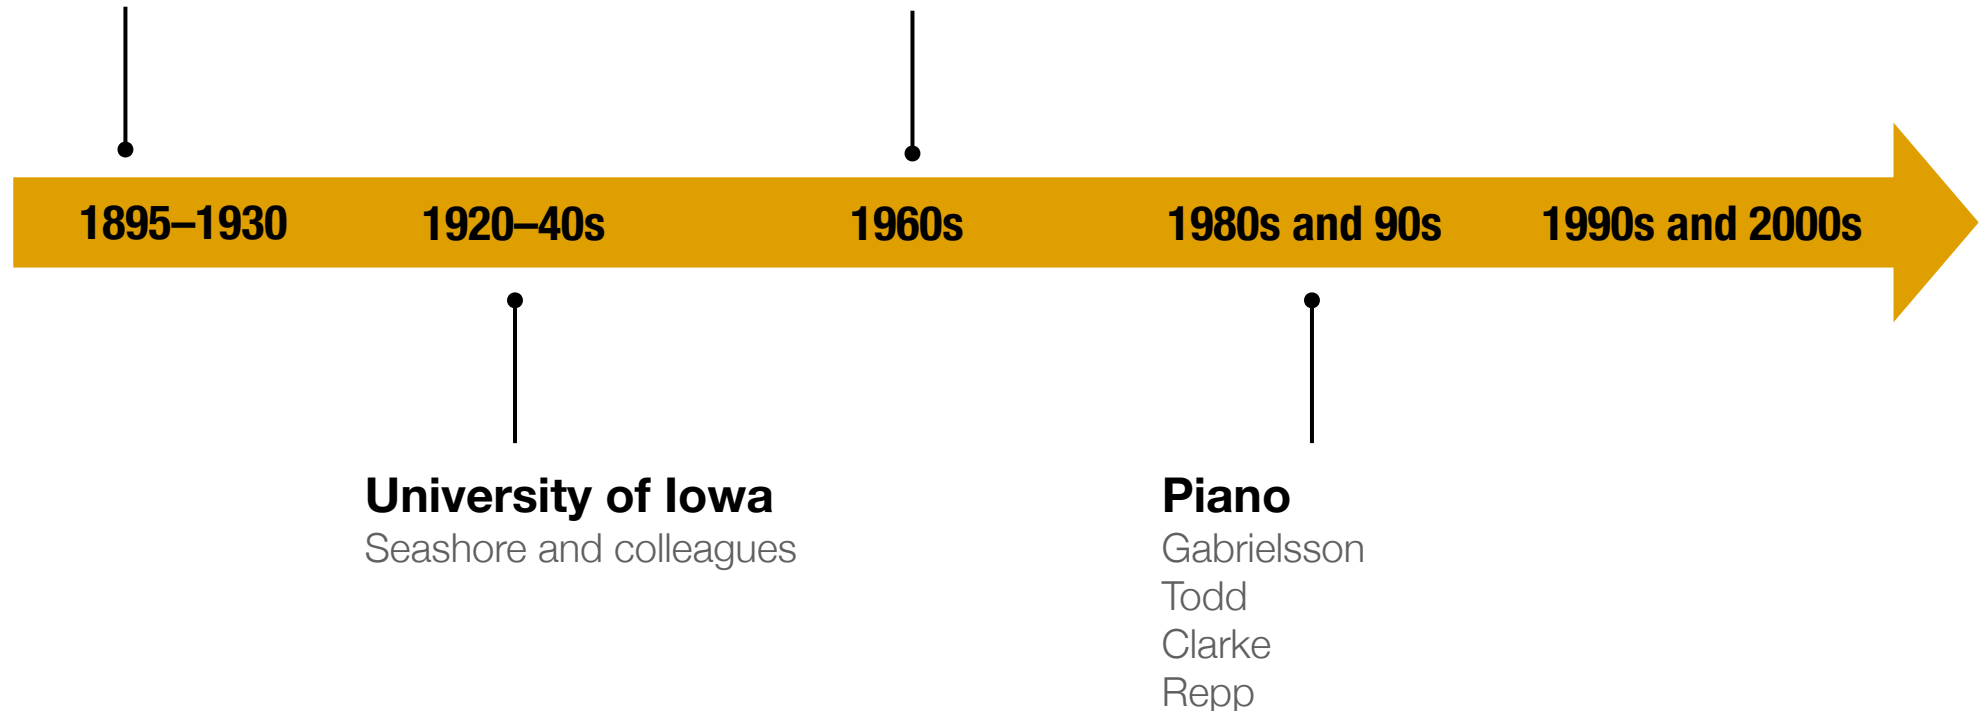 1895–1930
1920–40s
1960s
1980s and 90s
1990s and 2000s
University of Iowa
Seashore and colleagues
Piano
Gabrielsson
Todd
Clarke
Repp